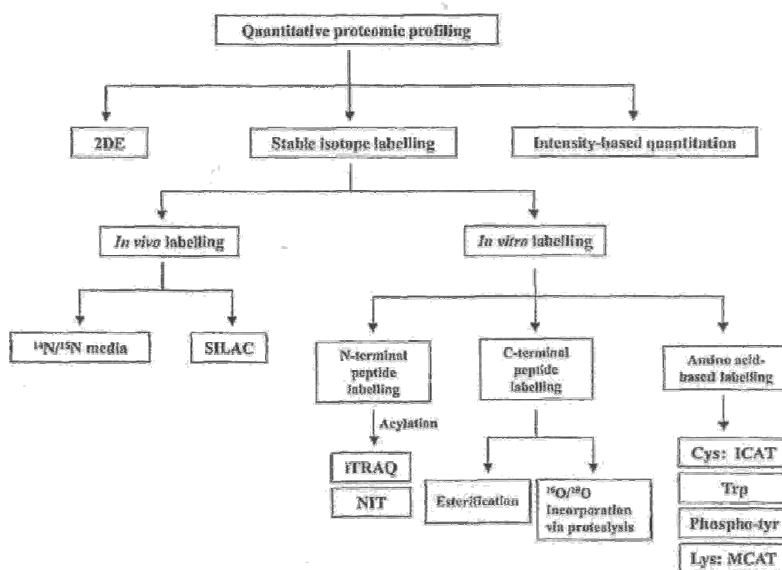 Quantitative proteomic profiling
2DE
Stable isotope labelling
Intensity-based quantitation
In vivo labelling
In vitro labelling
¹⁴N/¹⁵N media
SILAC
N-terminal
peptide
labelling
C-terminal
peptide
labelling
Amino acid-
based labelling
Acylation
iTRAQ
NIT
Esterification
¹⁶O/¹⁸O
Incorporation
via proteolysis
Cys: ICAT
Trp
Phospho-tyr
Lys: MCAT